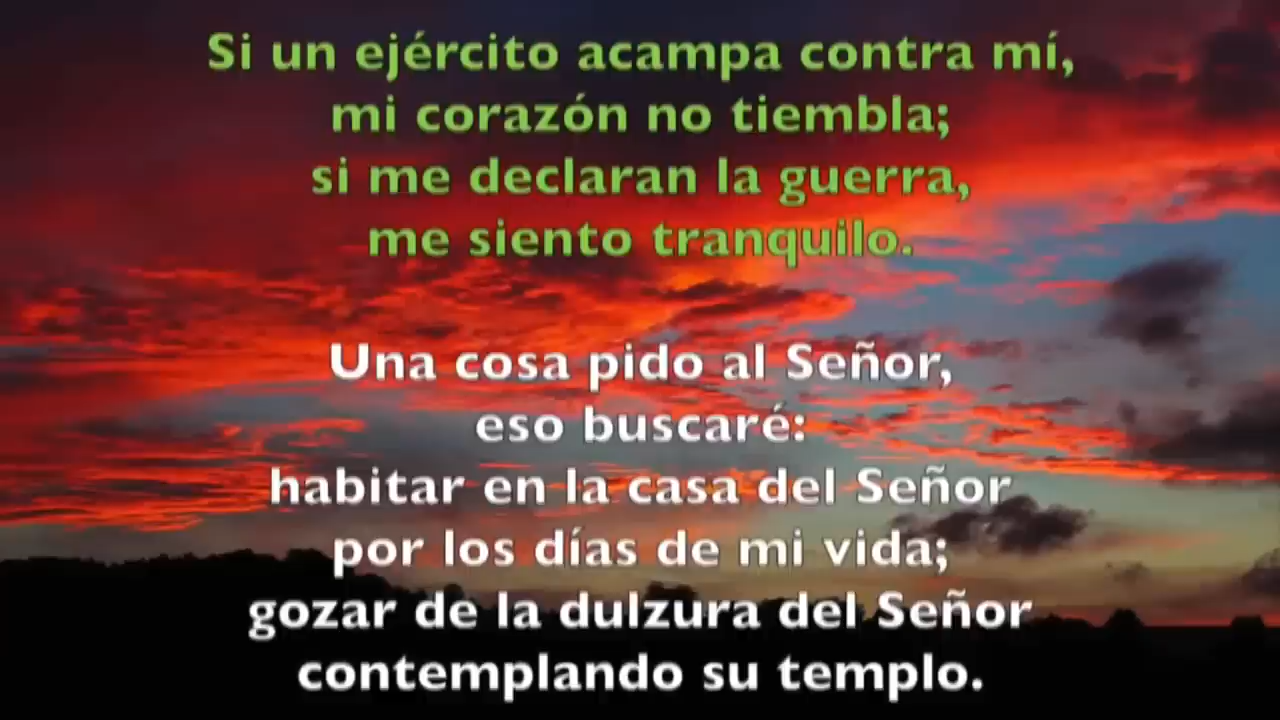 Si un ejército acampa contra mí,
mi corazón no tiembla;
si me declaran la guerra,
me siento tranquilo.
Una cosa pido al Señor,
eso buscaré:
habitar en la casa del Señor
por los días de mi vida;
gozar de la dulzura del Señor
contemplando su templo.